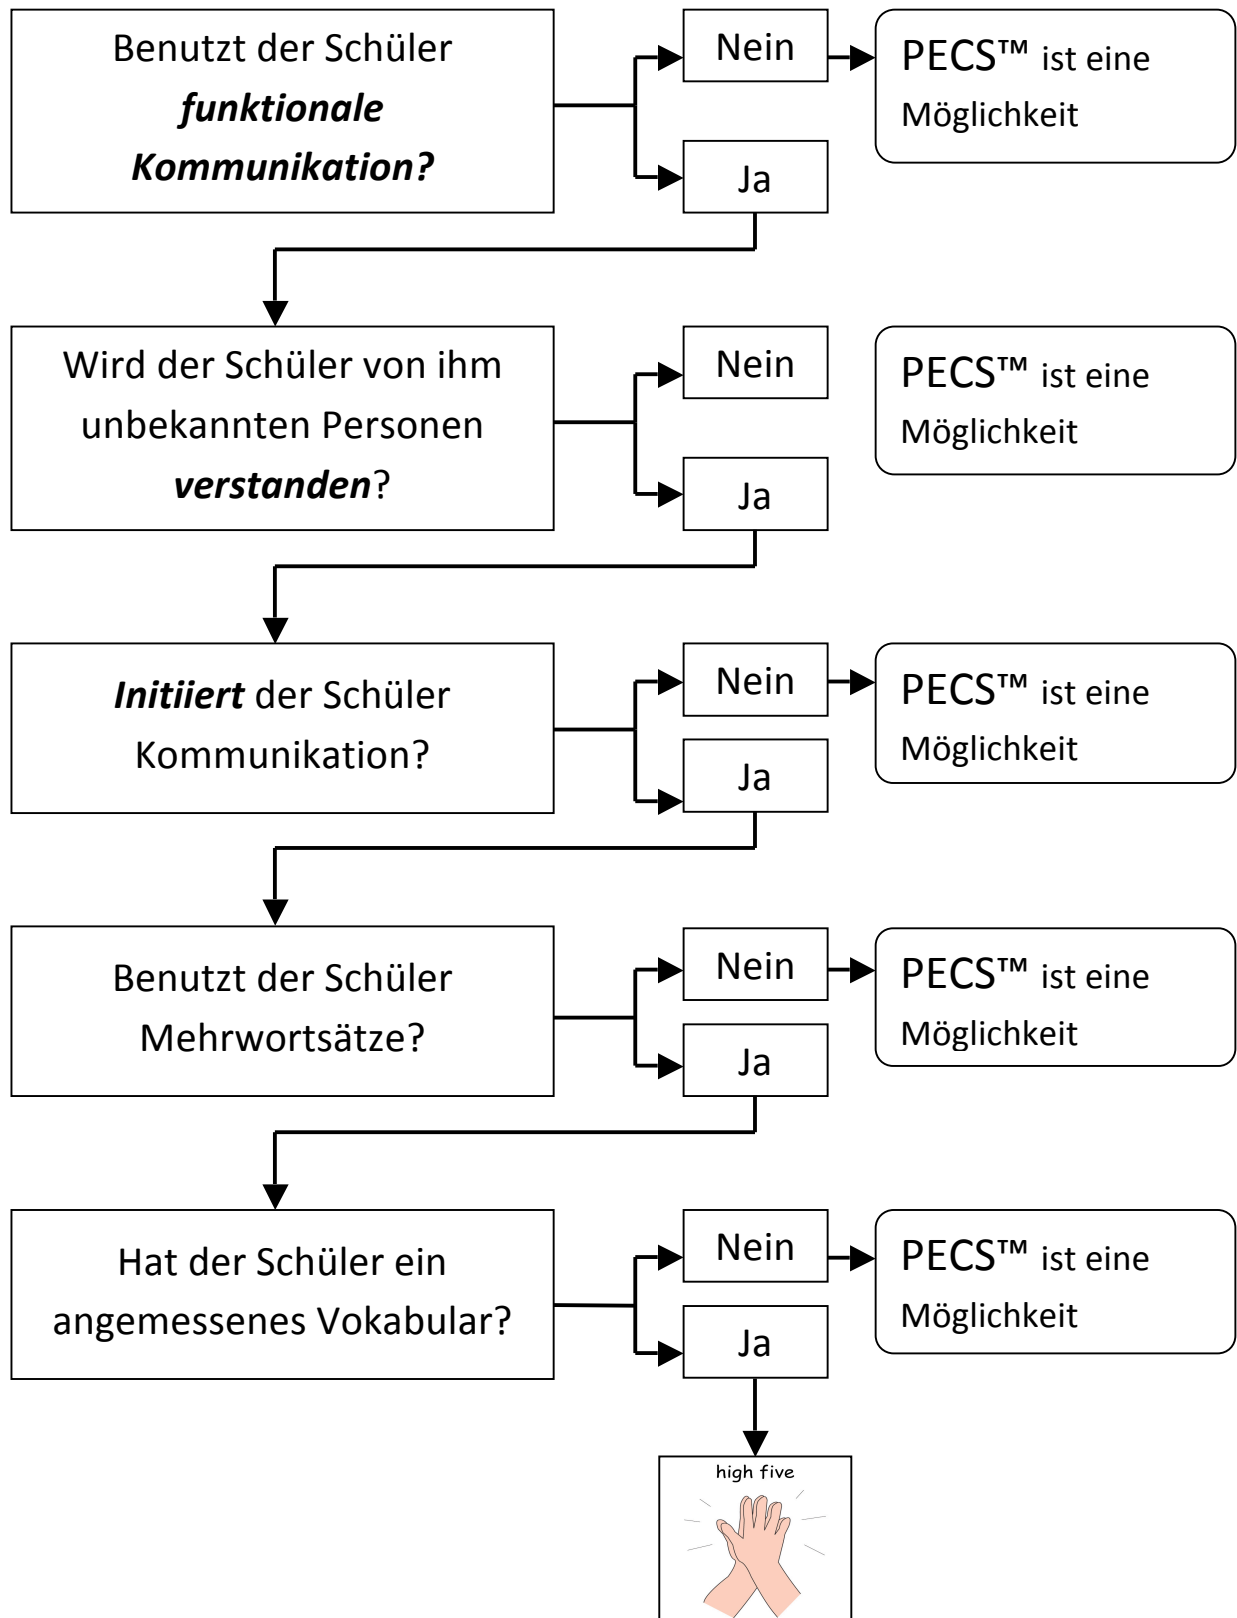 Benutzt der Schüler
funktionale
Kommunikation?
Nein
PECS™ ist eine
Möglichkeit
Ja
Wird der Schüler von ihm
unbekannten Personen
verstanden?
Nein
PECS™ ist eine
Möglichkeit
Ja
Initiiert der Schüler
Kommunikation?
Nein
PECS™ ist eine
Möglichkeit
Ja
Benutzt der Schüler
Mehrwortsätze?
Nein
PECS™ ist eine
Möglichkeit
Ja
Hat der Schüler ein
angemessenes Vokabular?
Nein
PECS™ ist eine
Möglichkeit
Ja
high five